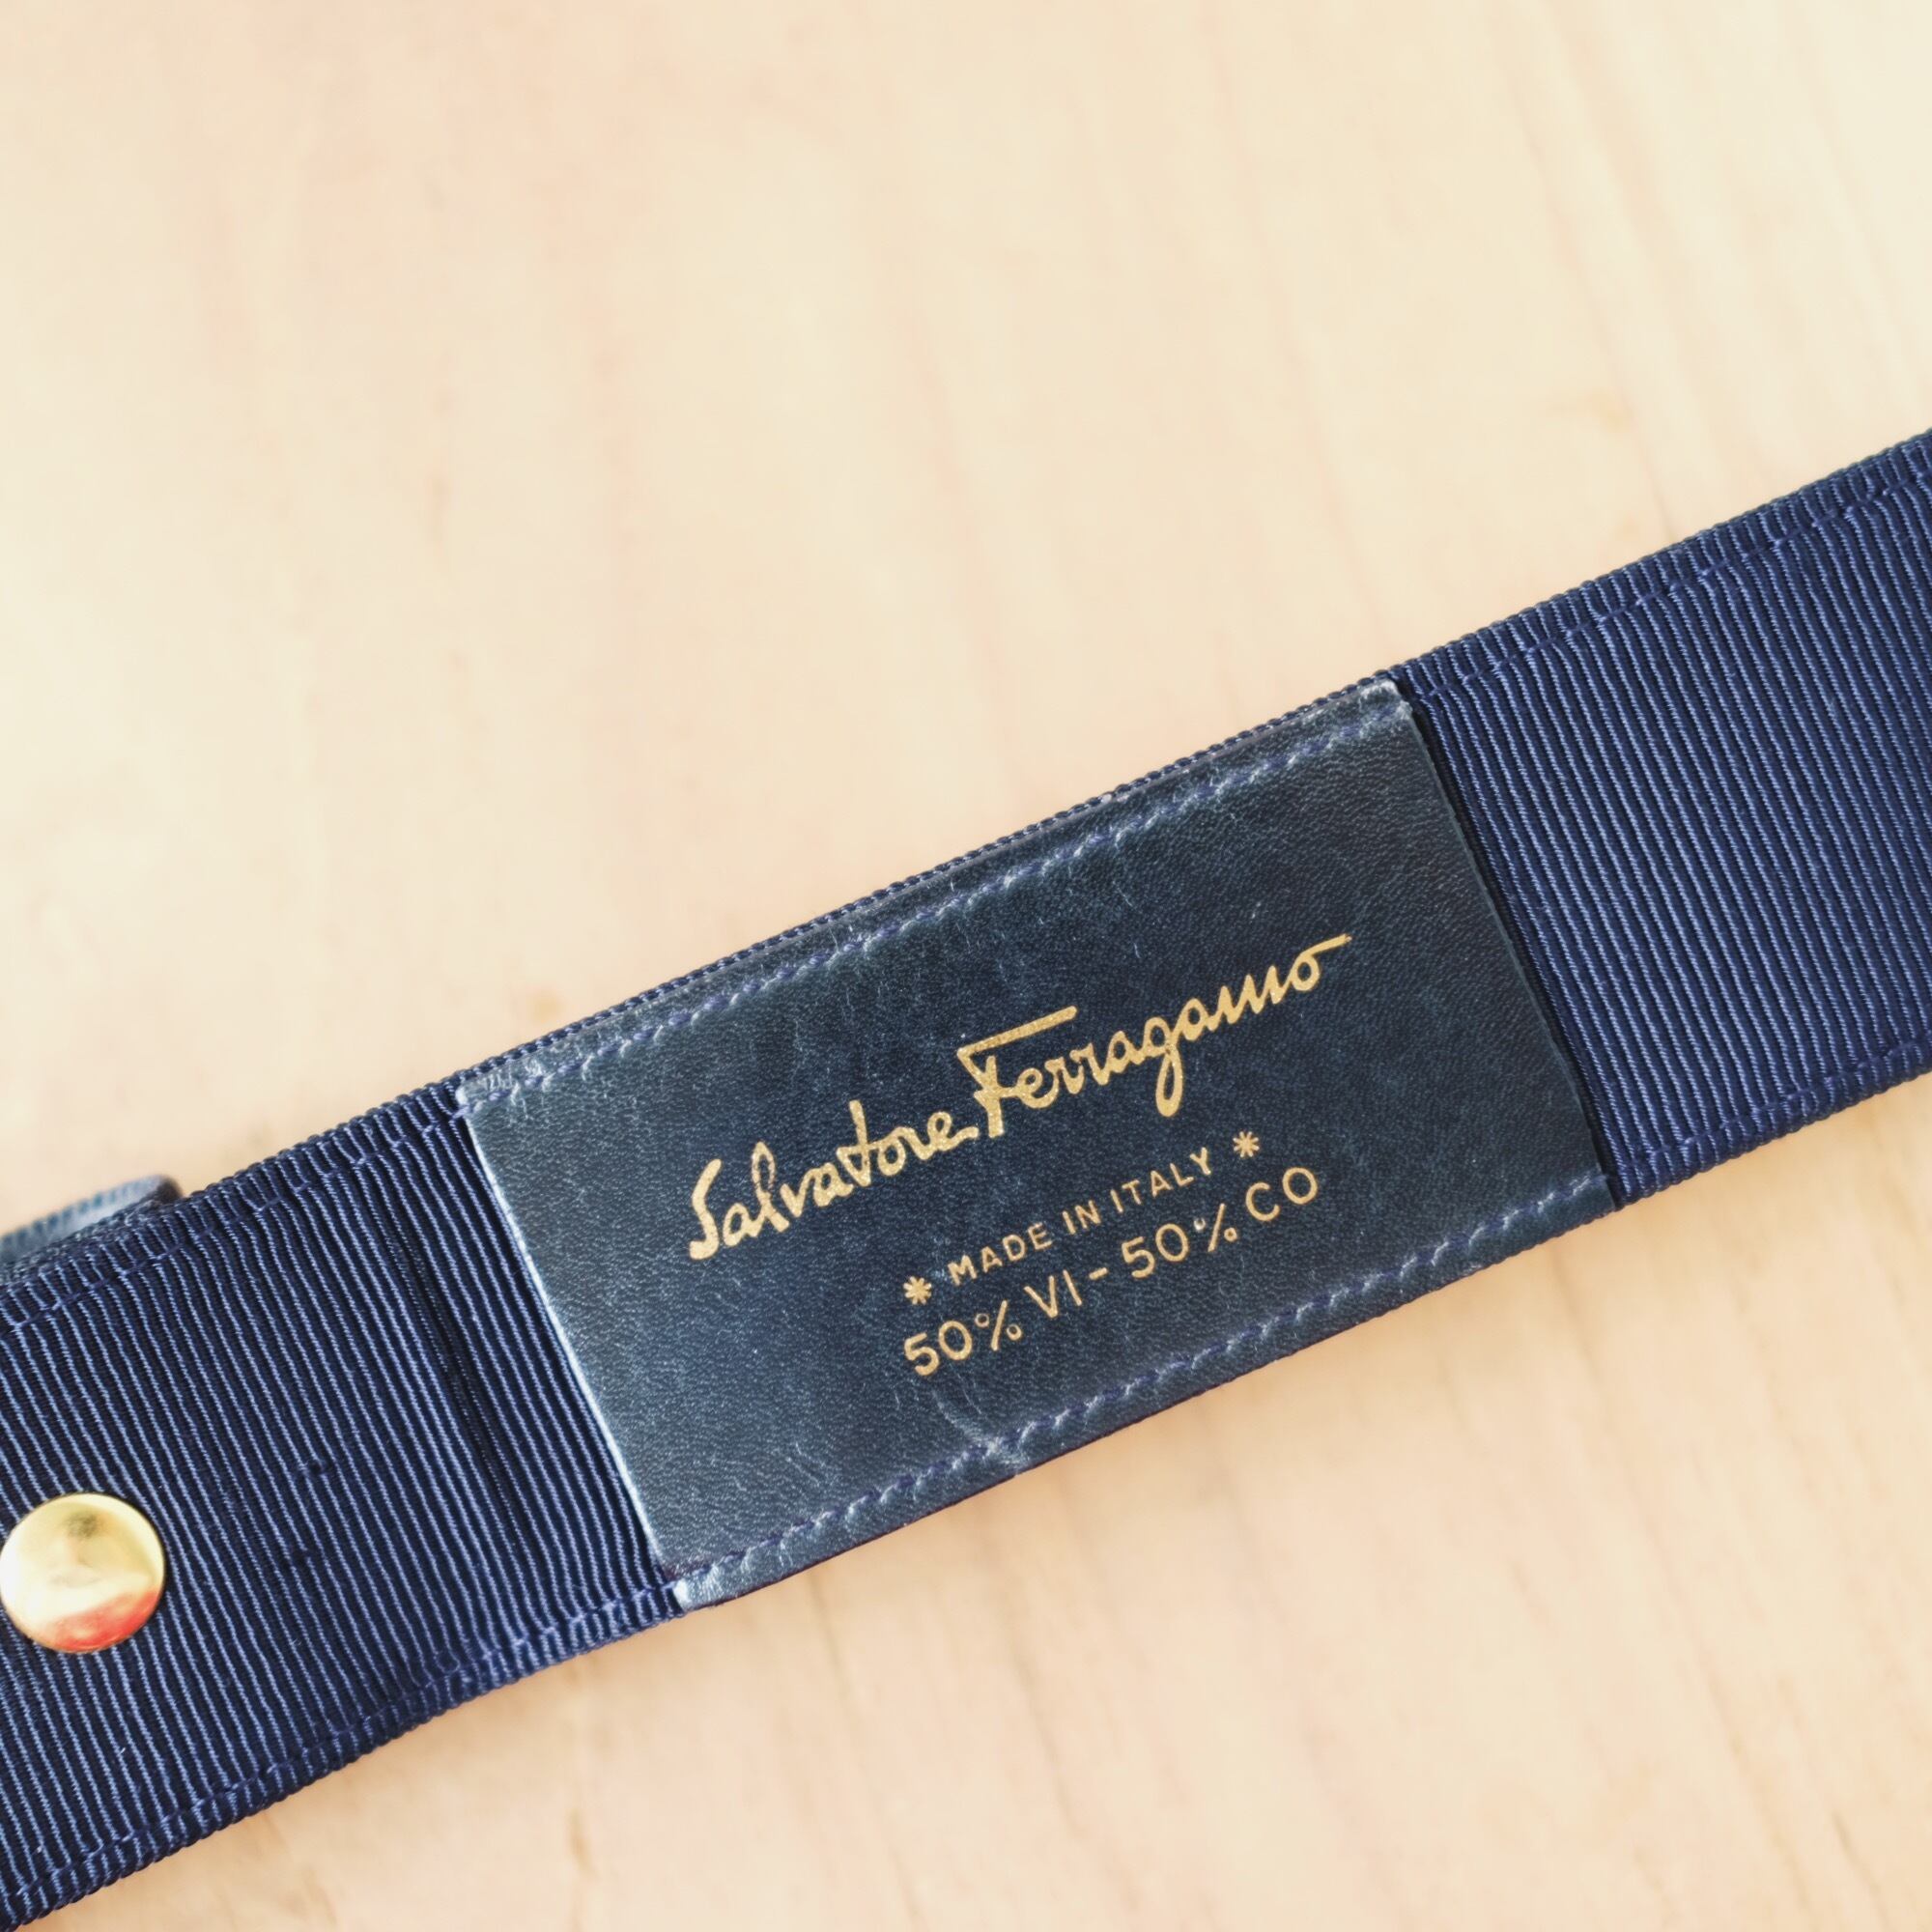 Salvatore Ferragamo
* MADE IN ITALY *
50% VI - 50% CO